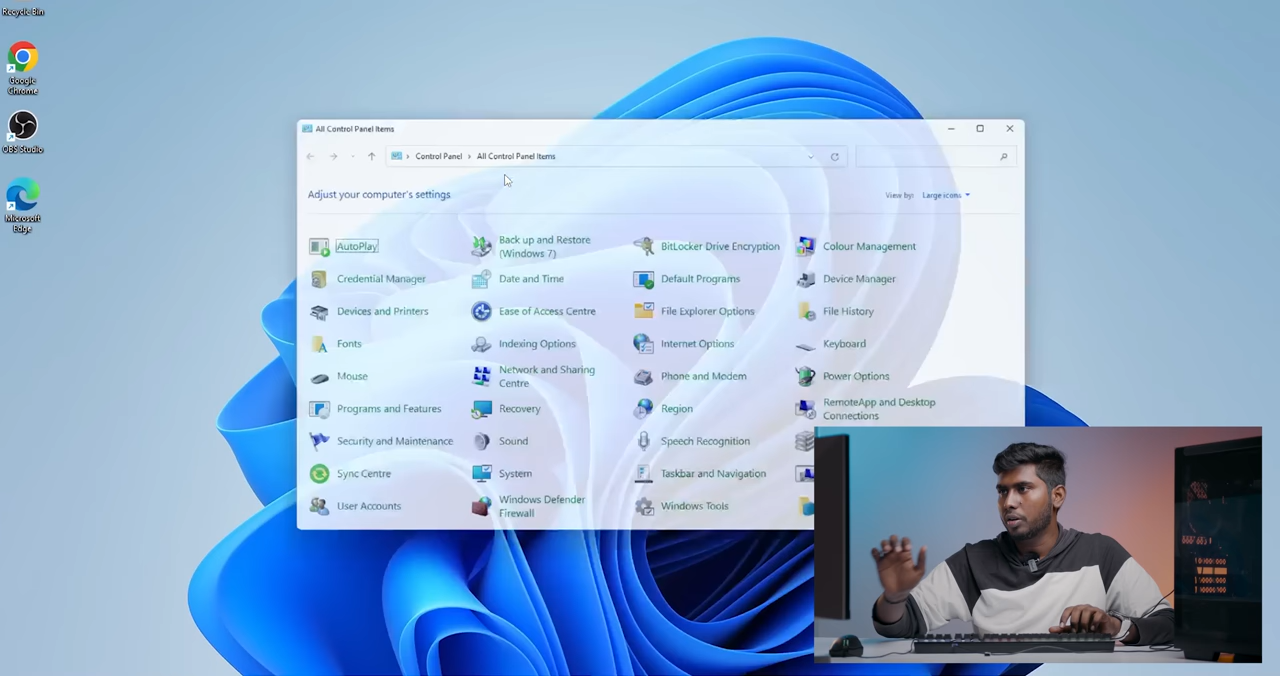 Recycle Bin
Google
Chrome
OBS Studio
Microsoft
Edge
All Control Panel Items
Control Panel > All Control Panel Items
Adjust your computer's settings
View by: Large icons
AutoPlay
Back up and Restore
(Windows 7)
BitLocker Drive Encryption
Colour Management
Credential Manager
Date and Time
Default Programs
Device Manager
Devices and Printers
Ease of Access Centre
File Explorer Options
File History
Fonts
Indexing Options
Internet Options
Keyboard
Mouse
Network and Sharing
Centre
Phone and Modem
Power Options
Programs and Features
Recovery
Region
RemoteApp and Desktop
Connections
Security and Maintenance
Sound
Speech Recognition
Sync Centre
System
Taskbar and Navigation
User Accounts
Windows Defender
Firewall
Windows Tools